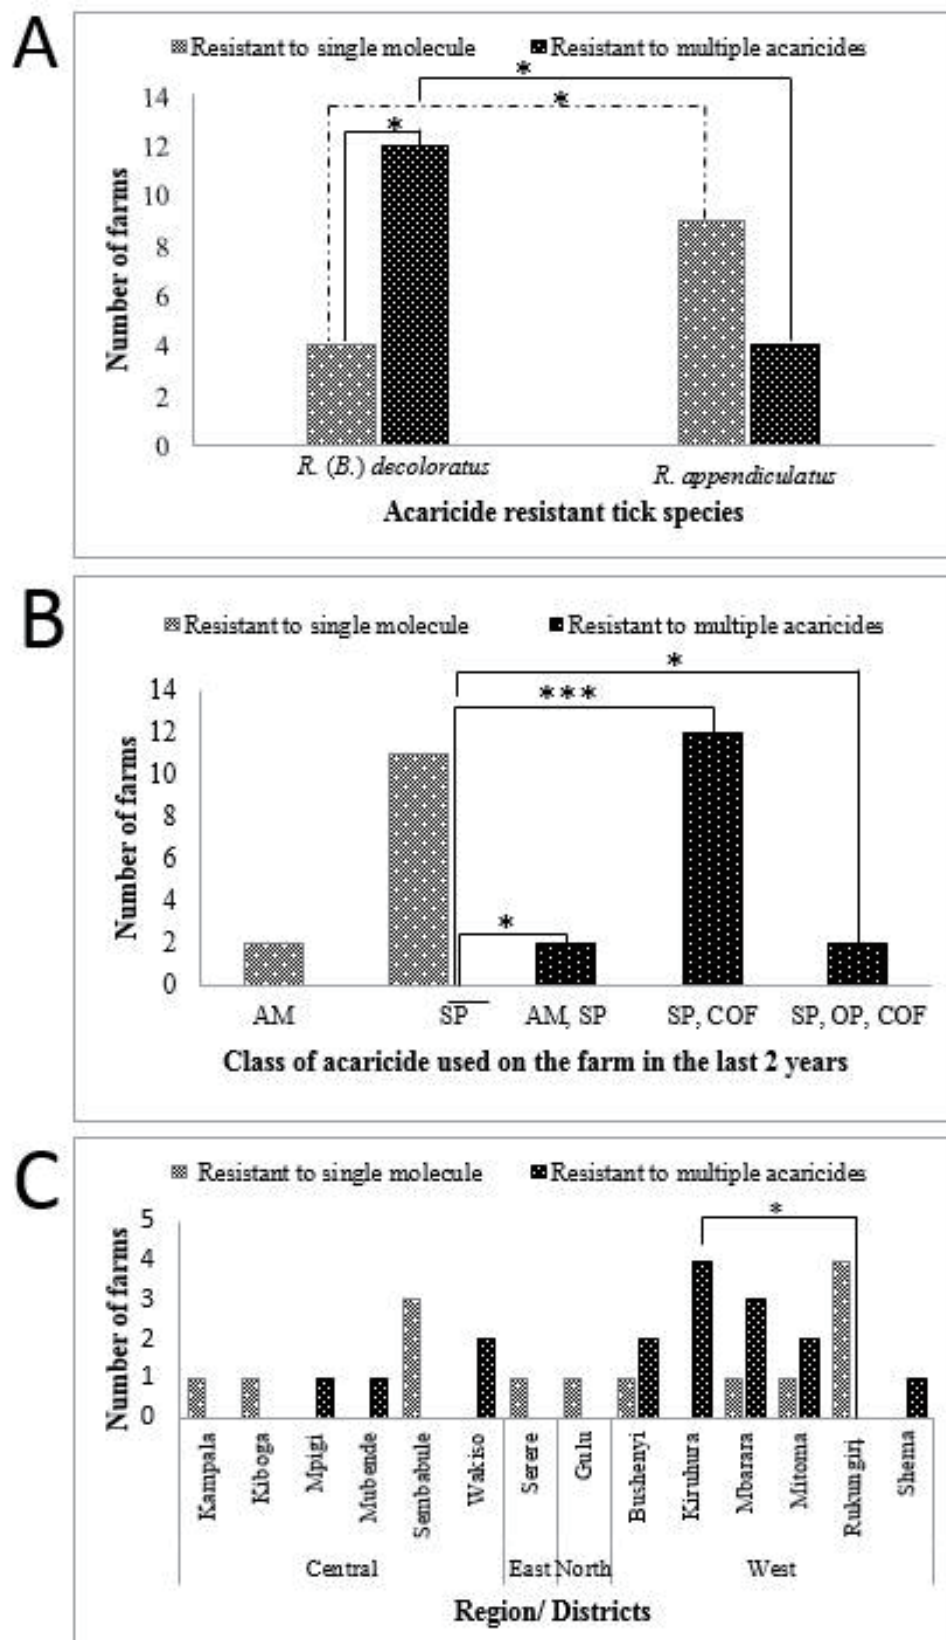 A
Resistant to single molecule Resistant to multiple acaricides
*
*
*
14
12
10
8
6
4
2
0
Number of farms
R. (B.) decoloratus R. appendiculatus
Acaricide resistant tick species
B
Resistant to single molecule Resistant to multiple acaricides
*
***
*
14
12
10
8
6
4
2
0
Number of farms
AM SP AM, SP SP, COF SP, OP, COF
Class of acaricide used on the farm in the last 2 years
C
Resistant to single molecule Resistant to multiple acaricides
*
5
4
3
2
1
0
Number of farms
Kampala Kiboga Mpigi Mubende Sembabule Wakiso Serere Gulu Bushenyi Kiruhura Mbarara Mitoma Rukungiri Shema
Central East North West
Region/ Districts